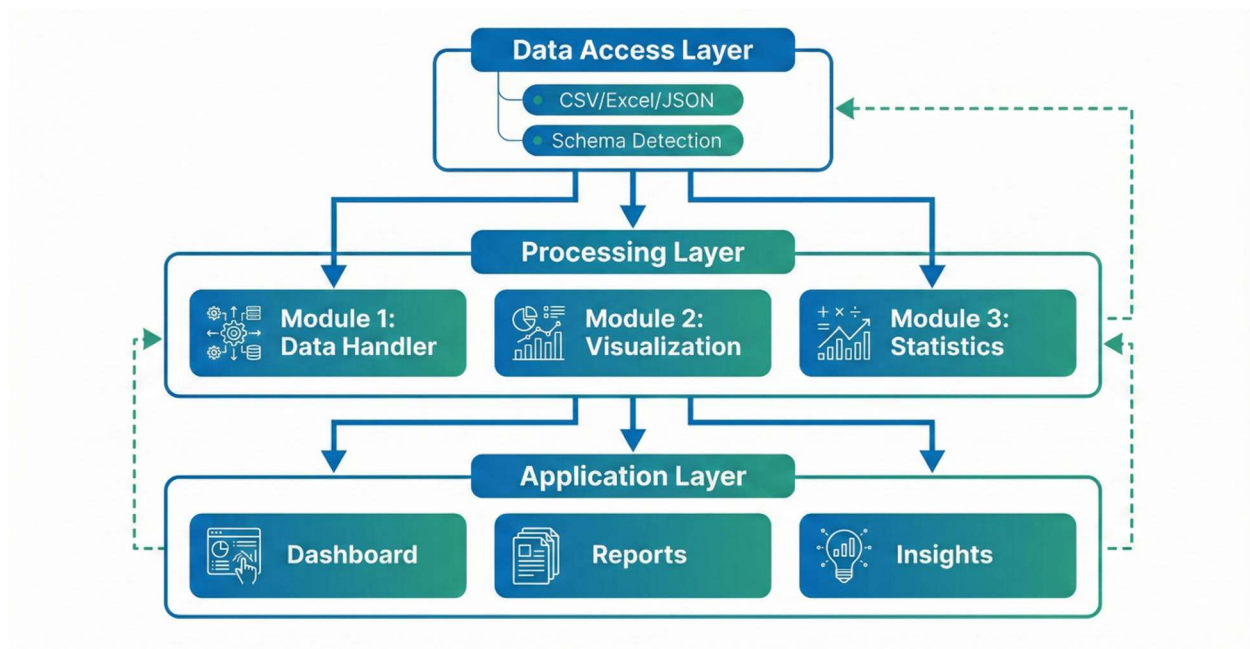 Data Access Layer
CSV/Excel/JSON
Schema Detection
Processing Layer
Module 1:
Data Handler
Module 2:
Visualization
Module 3:
Statistics
Application Layer
Dashboard
Reports
Insights